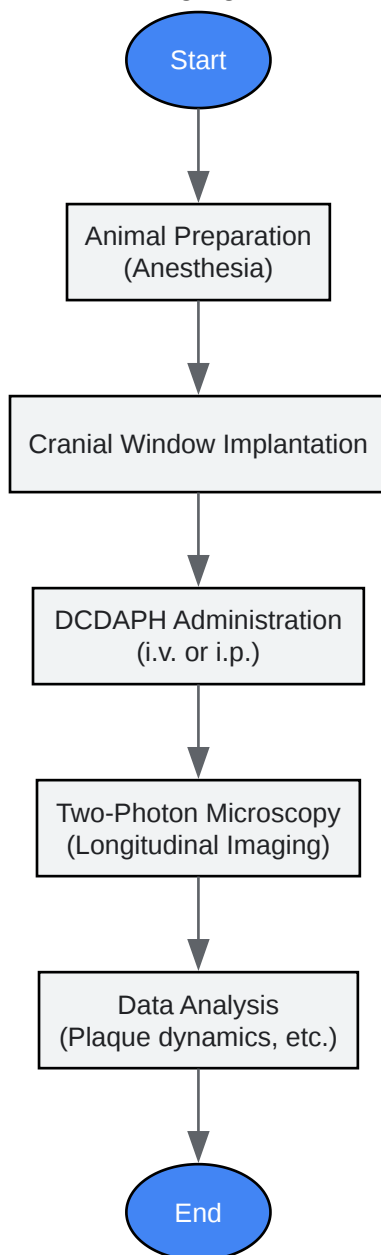 Start
Animal Preparation
(Anesthesia)
Cranial Window Implantation
DCDAPH Administration
(i.v. or i.p.)
Two-Photon Microscopy
(Longitudinal Imaging)
Data Analysis
(Plaque dynamics, etc.)
End